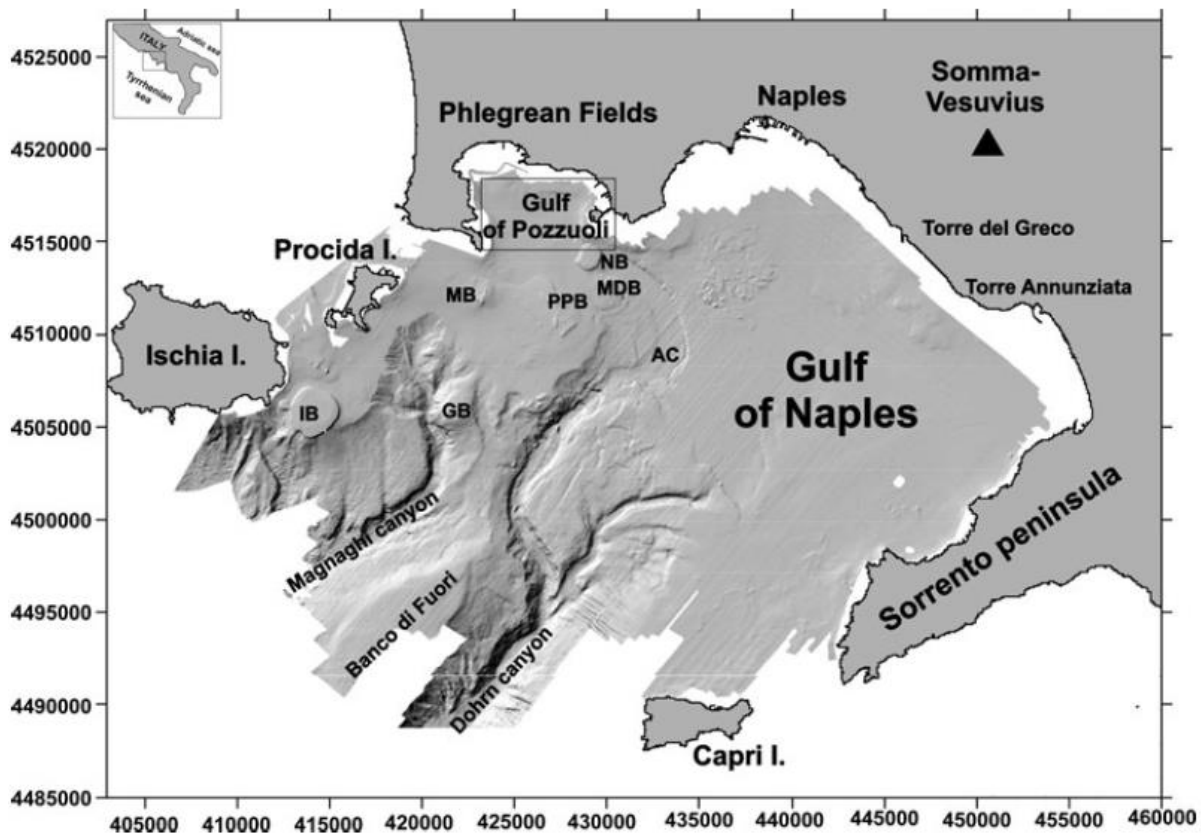 ITALY
Adriatic sea
Tyrrhenian
sea
4525000
4520000
4515000
4510000
4505000
4500000
4495000
4490000
4485000
Somma-
Vesuvius
Naples
Phlegrean Fields
Gulf
of Pozzuoli
Torre del Greco
Procida I.
NB
MDB
MB
PPB
Torre Annunziata
Ischia I.
AC
Gulf
of Naples
IB
GB
Magnaghi canyon
Banco di Fuori
Dohrn canyon
Sorrento peninsula
Capri I.
405000 410000 415000 420000 425000 430000 435000 440000 445000 450000 455000 460000